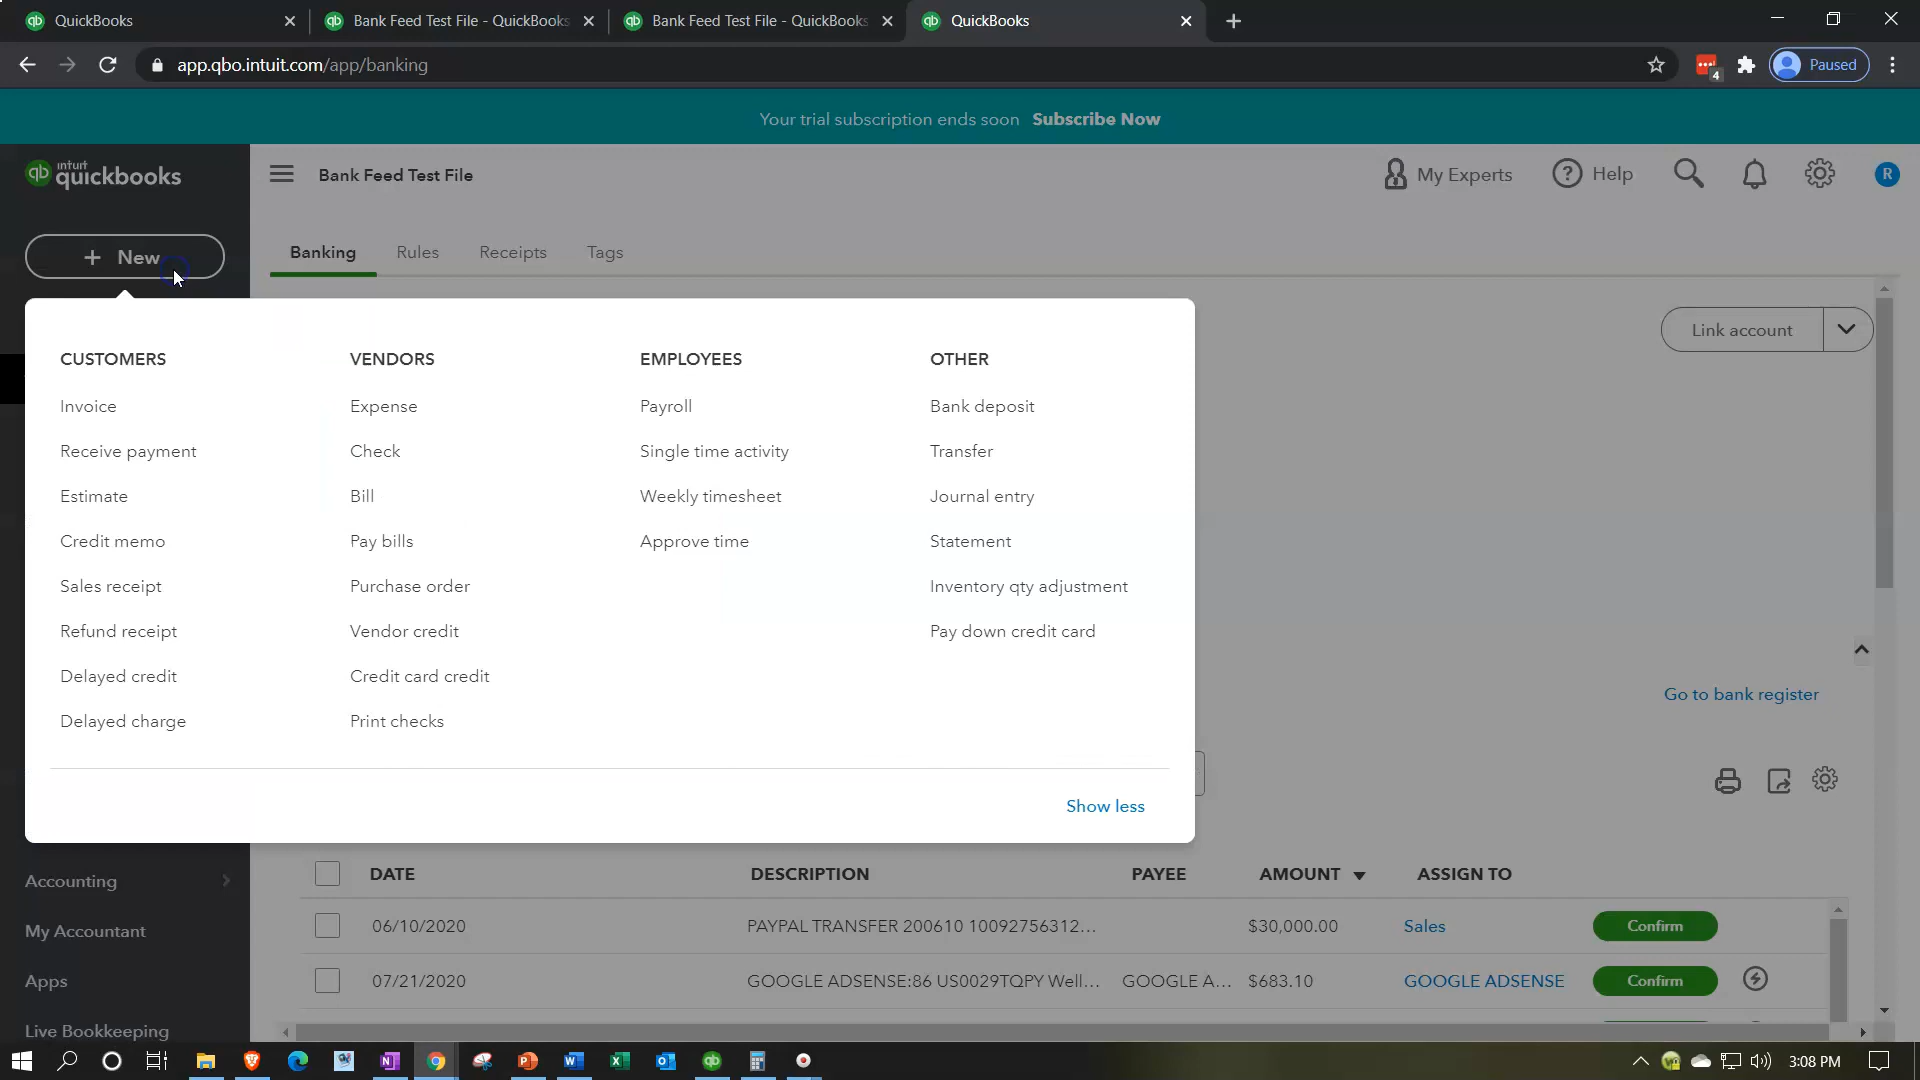 QuickBooks
Bank Feed Test File - QuickBooks
Bank Feed Test File - QuickBooks
QuickBooks
app.qbo.intuit.com/app/banking
4
Paused
Your trial subscription ends soon Subscribe Now
qb intuit quickbooks
Bank Feed Test File
My Experts
? Help
R
+ New
Banking Rules Receipts Tags
Link account
CUSTOMERS VENDORS EMPLOYEES OTHER
Invoice Expense Payroll Bank deposit
Receive payment Check Single time activity Transfer
Estimate Bill Weekly timesheet Journal entry
Credit memo Pay bills Approve time Statement
Sales receipt Purchase order Inventory qty adjustment
Refund receipt Vendor credit Pay down credit card
Delayed credit Credit card credit
Delayed charge Print checks
Go to bank register
Show less
Accounting
My Accountant
Apps
Live Bookkeeping
DATE DESCRIPTION PAYEE AMOUNT ASSIGN TO
06/10/2020 PAYPAL TRANSFER 200610 10092756312... $30,000.00 Sales Confirm
07/21/2020 GOOGLE ADSENSE:86 US0029TQPY Well... GOOGLE A... $683.10 GOOGLE ADSENSE Confirm
3:08 PM